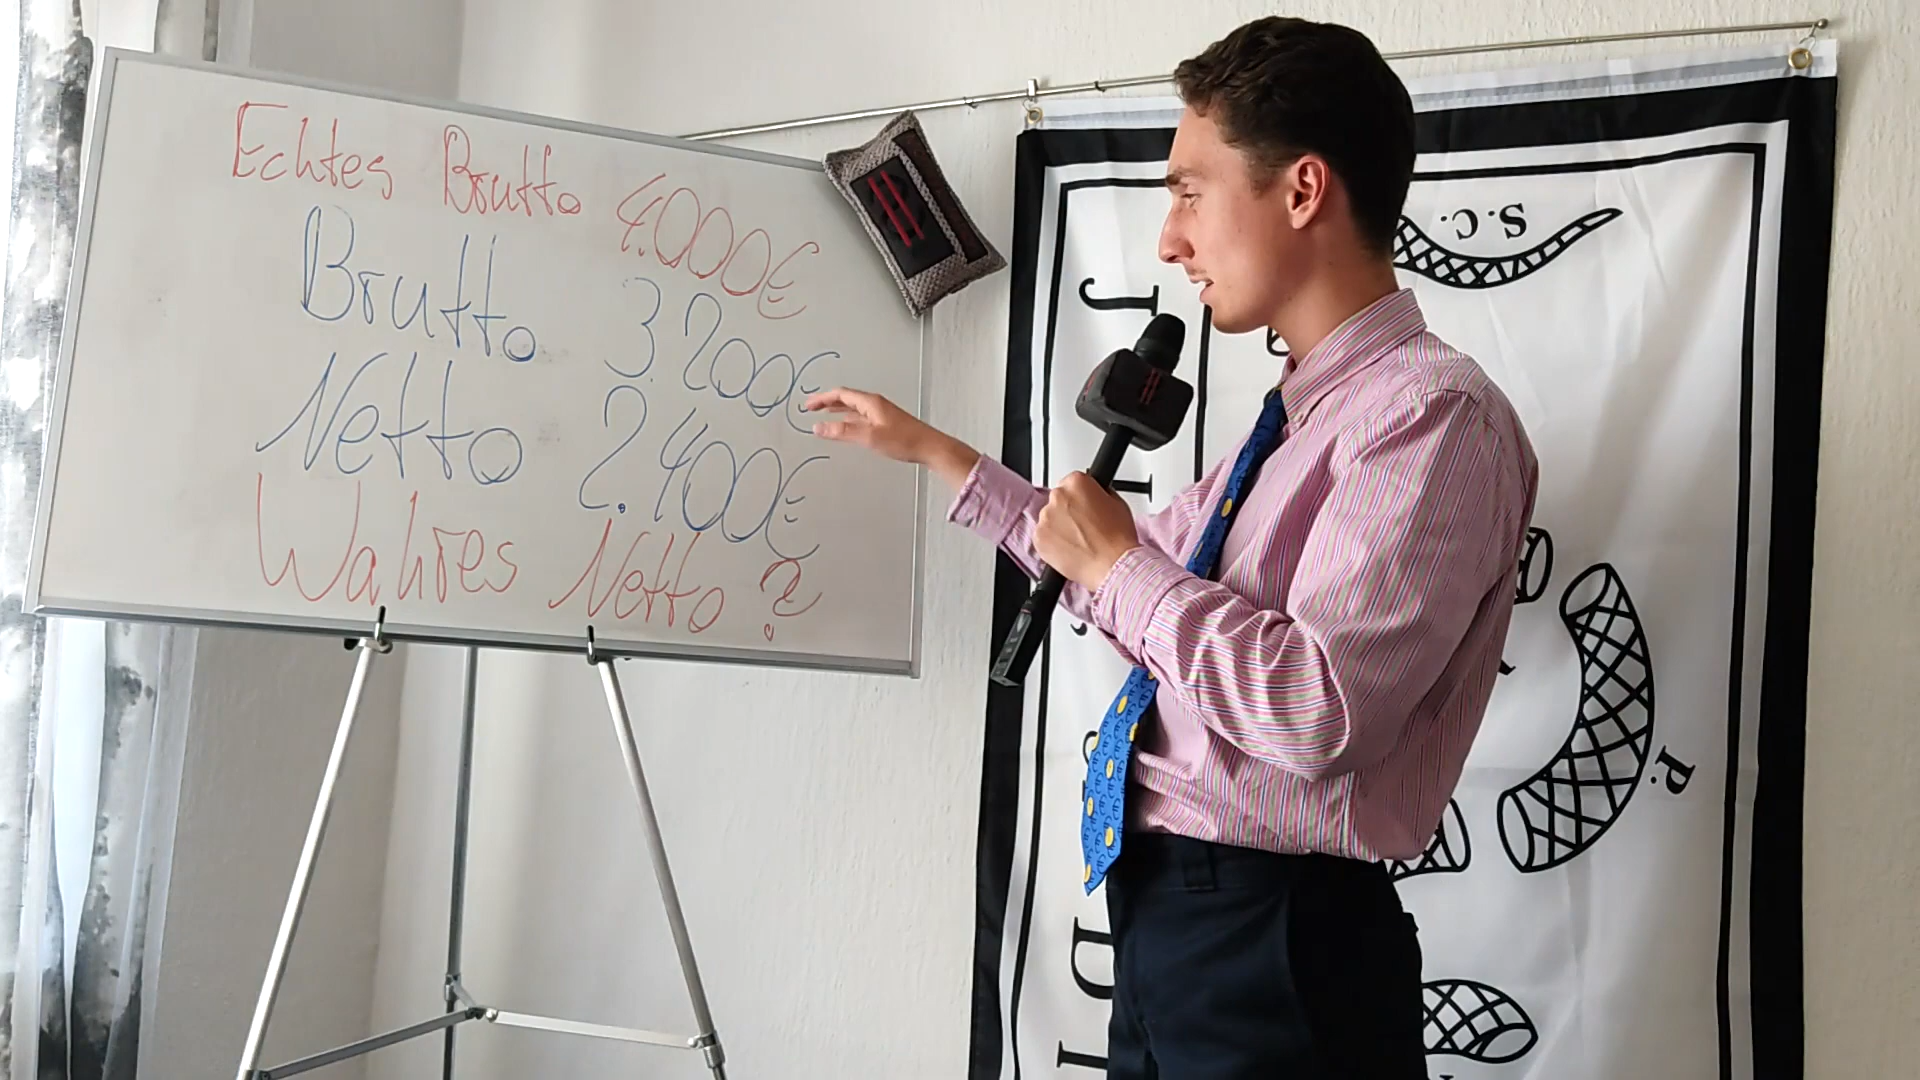 Echtes Brutto 4.000€
Brutto 3.200€
Netto 2.400€
Wahres Netto ?
S.C.
J
D
I
P.